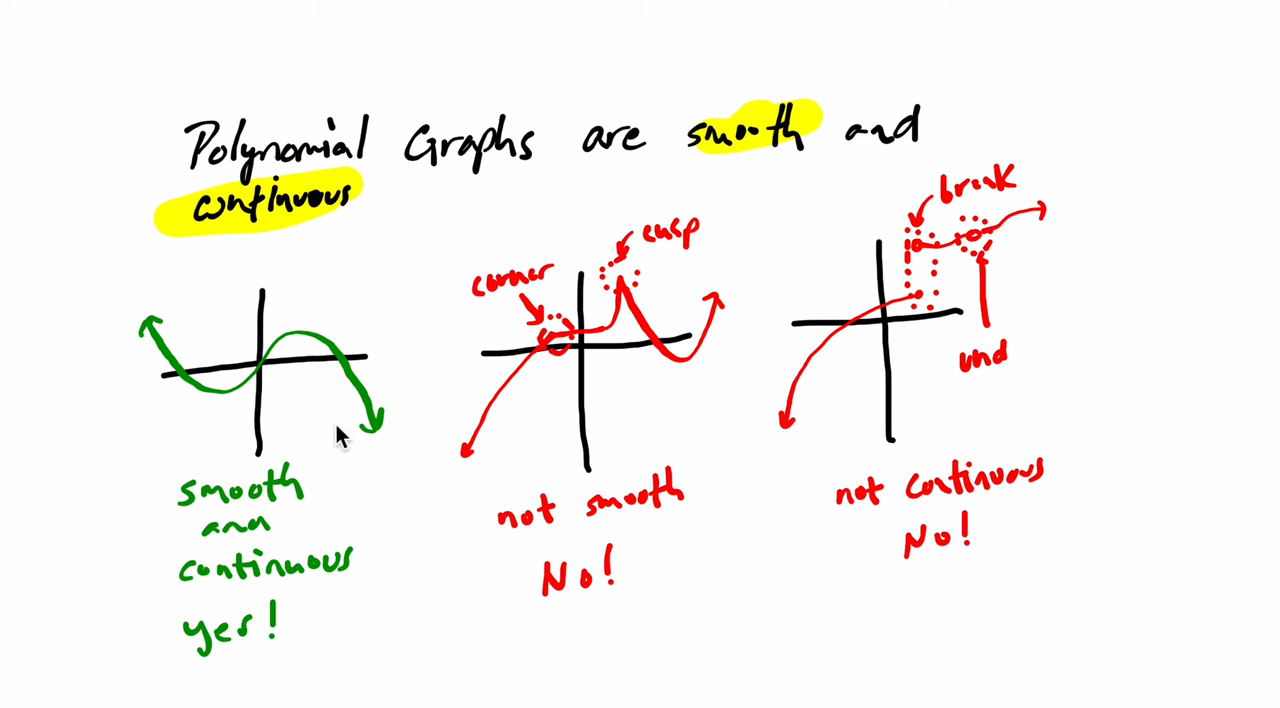 Polynomial Graphs are smooth and
continuous
corner
cusp
break
und
smooth
and
continuous
yes!
not smooth
No!
not continuous
No!